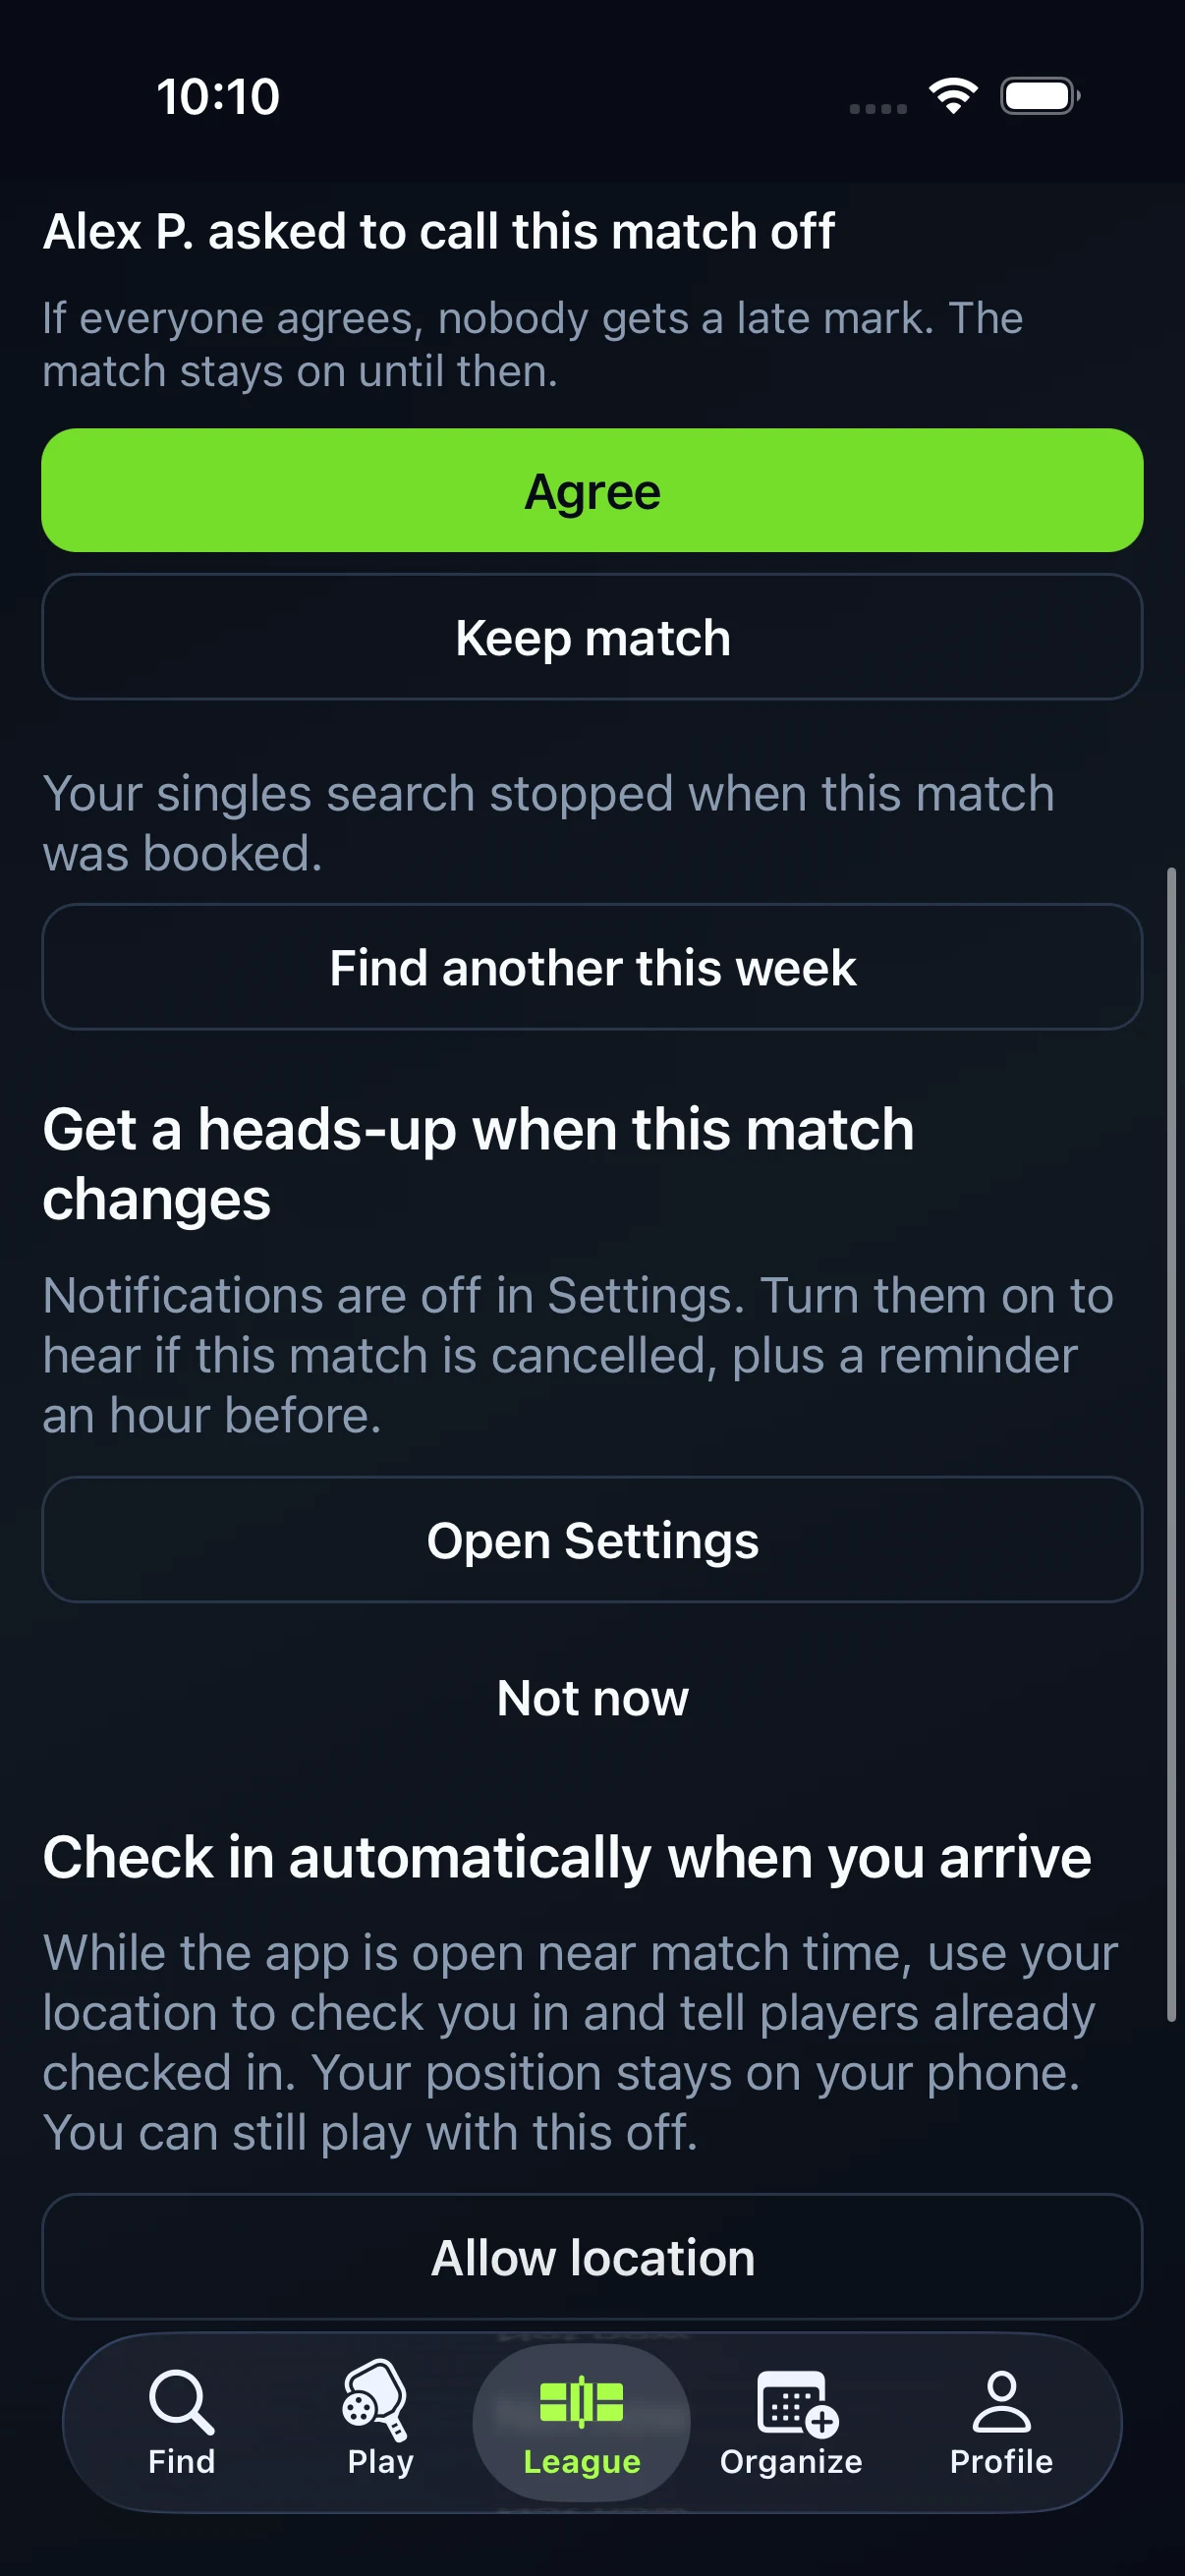 10:10
Alex P. asked to call this match off
If everyone agrees, nobody gets a late mark. The
match stays on until then.
Agree
Keep match
Your singles search stopped when this match
was booked.
Find another this week
Get a heads-up when this match
changes
Notifications are off in Settings. Turn them on to
hear if this match is cancelled, plus a reminder
an hour before.
Open Settings
Not now
Check in automatically when you arrive
While the app is open near match time, use your
location to check you in and tell players already
checked in. Your position stays on your phone.
You can still play with this off.
Allow location
Find
Play
League
Organize
Profile